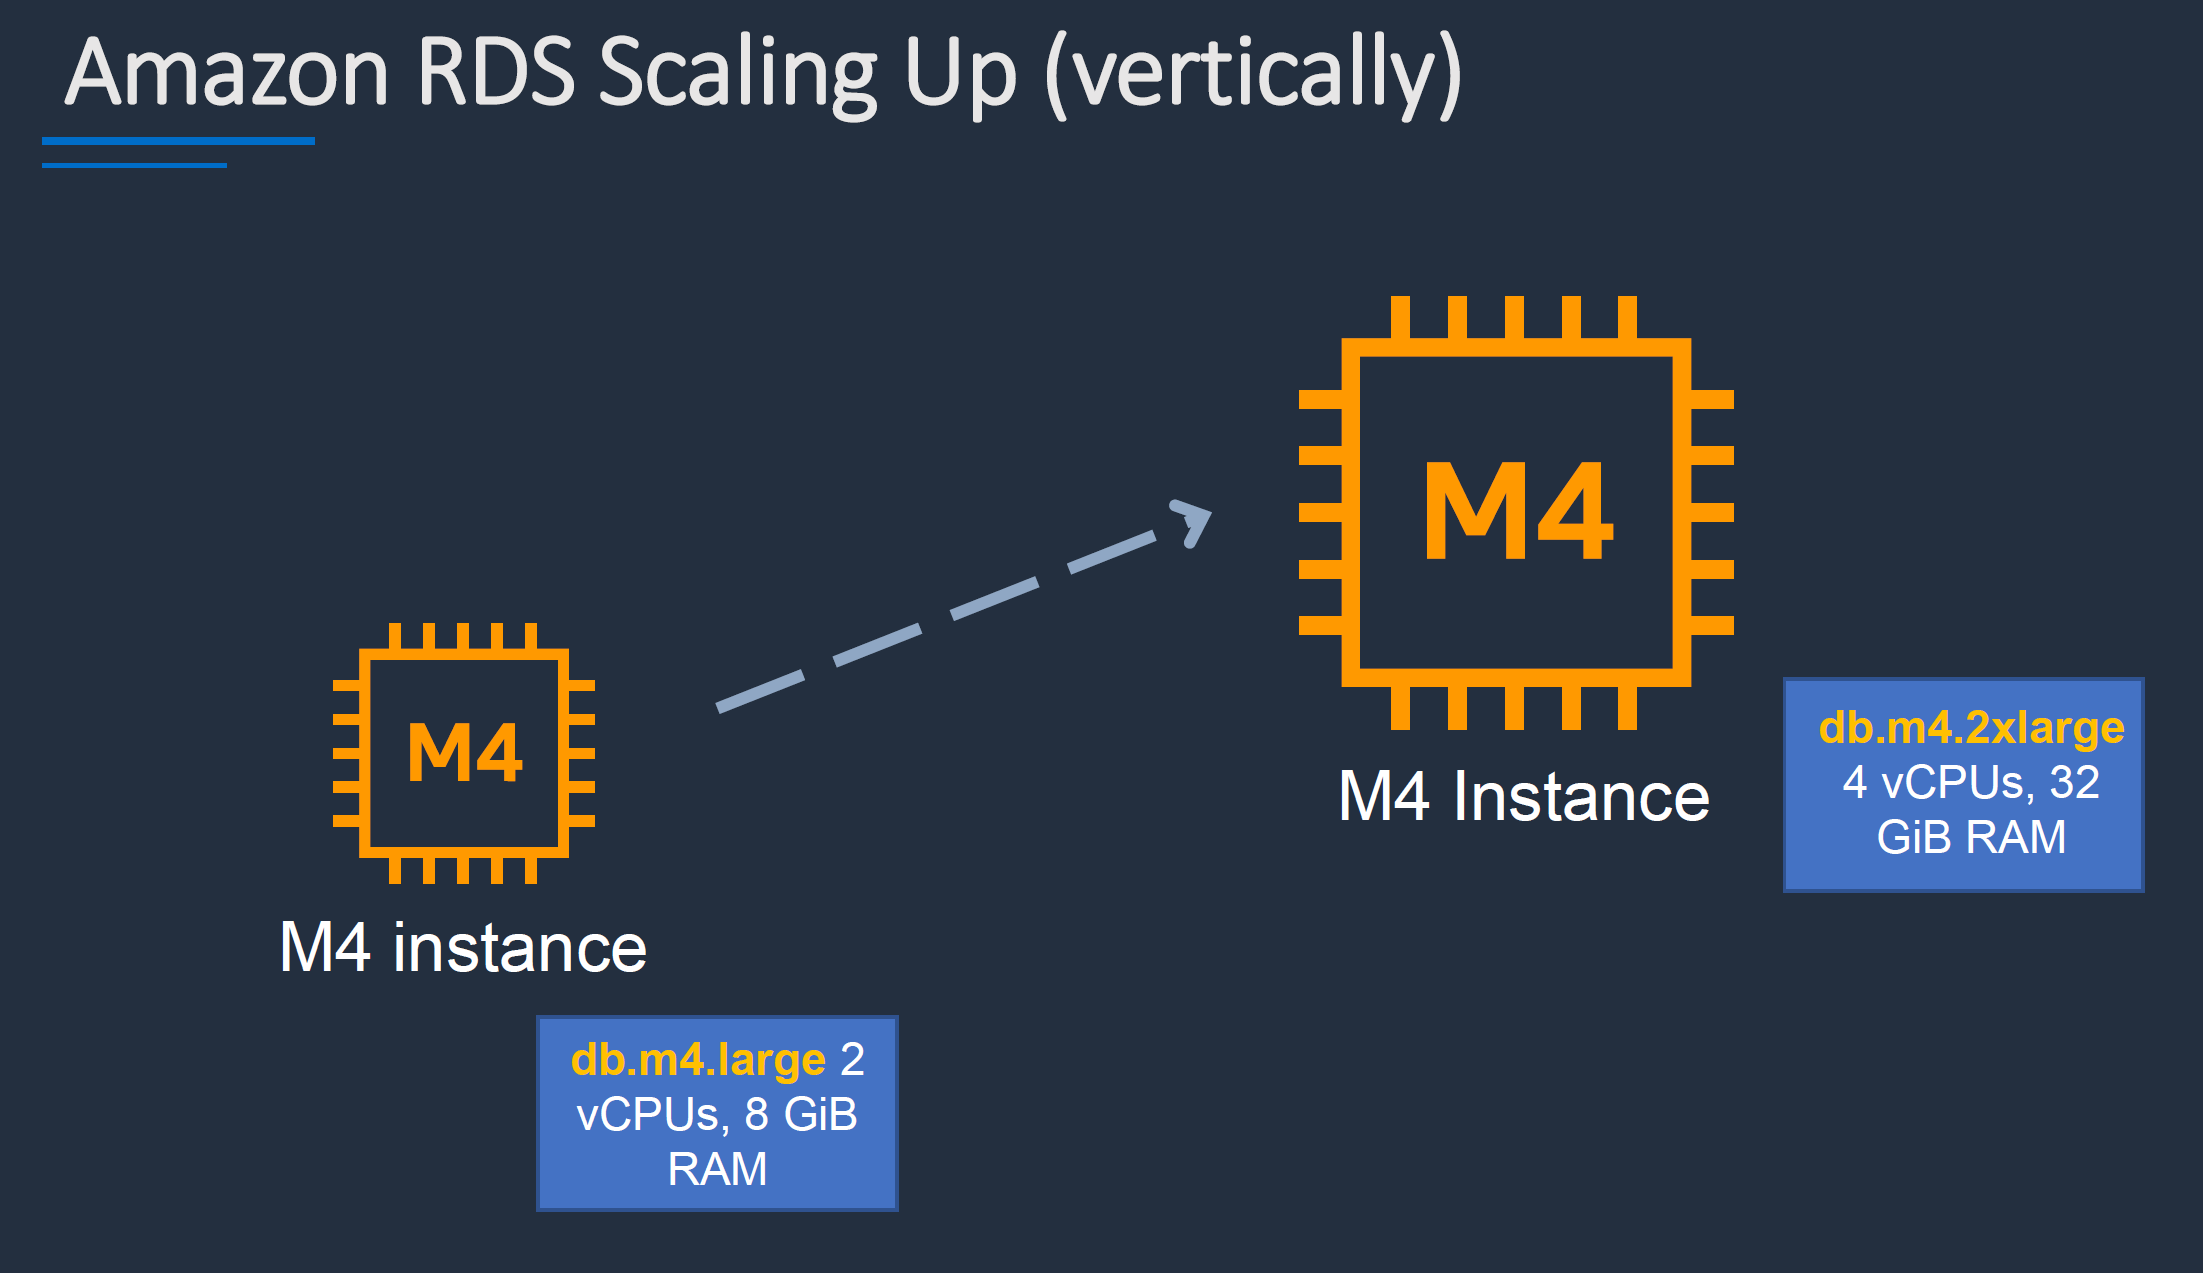 Amazon RDS Scaling Up (vertically)
M4
M4 instance
db.m4.large 2
vCPUs, 8 GiB
RAM
M4
M4 Instance
db.m4.2xlarge
4 vCPUs, 32
GiB RAM